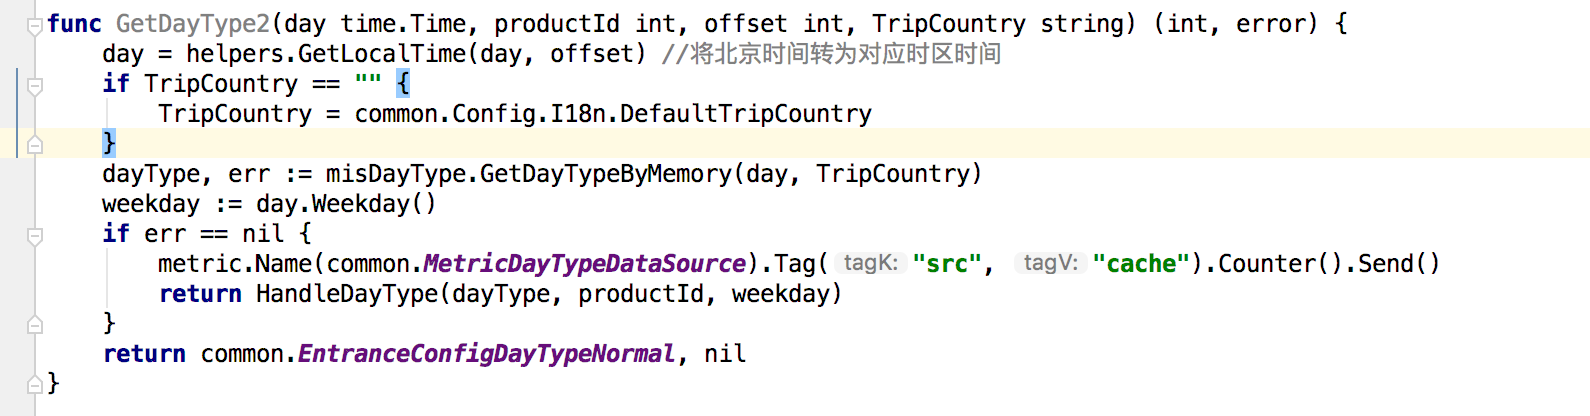 func GetDayType2(day time.Time, productId int, offset int, TripCountry string) (int, error) {
    day = helpers.GetLocalTime(day, offset) //将北京时间转为对应时区时间
    if TripCountry == "" {
        TripCountry = common.Config.I18n.DefaultTripCountry
    }
    dayType, err := misDayType.GetDayTypeByMemory(day, TripCountry)
    weekday := day.Weekday()
    if err == nil {
        metric.Name(common.MetricDayTypeDataSource).Tag( tagK: "src", tagV: "cache").Counter().Send()
        return HandleDayType(dayType, productId, weekday)
    }
    return common.EntranceConfigDayTypeNormal, nil
}